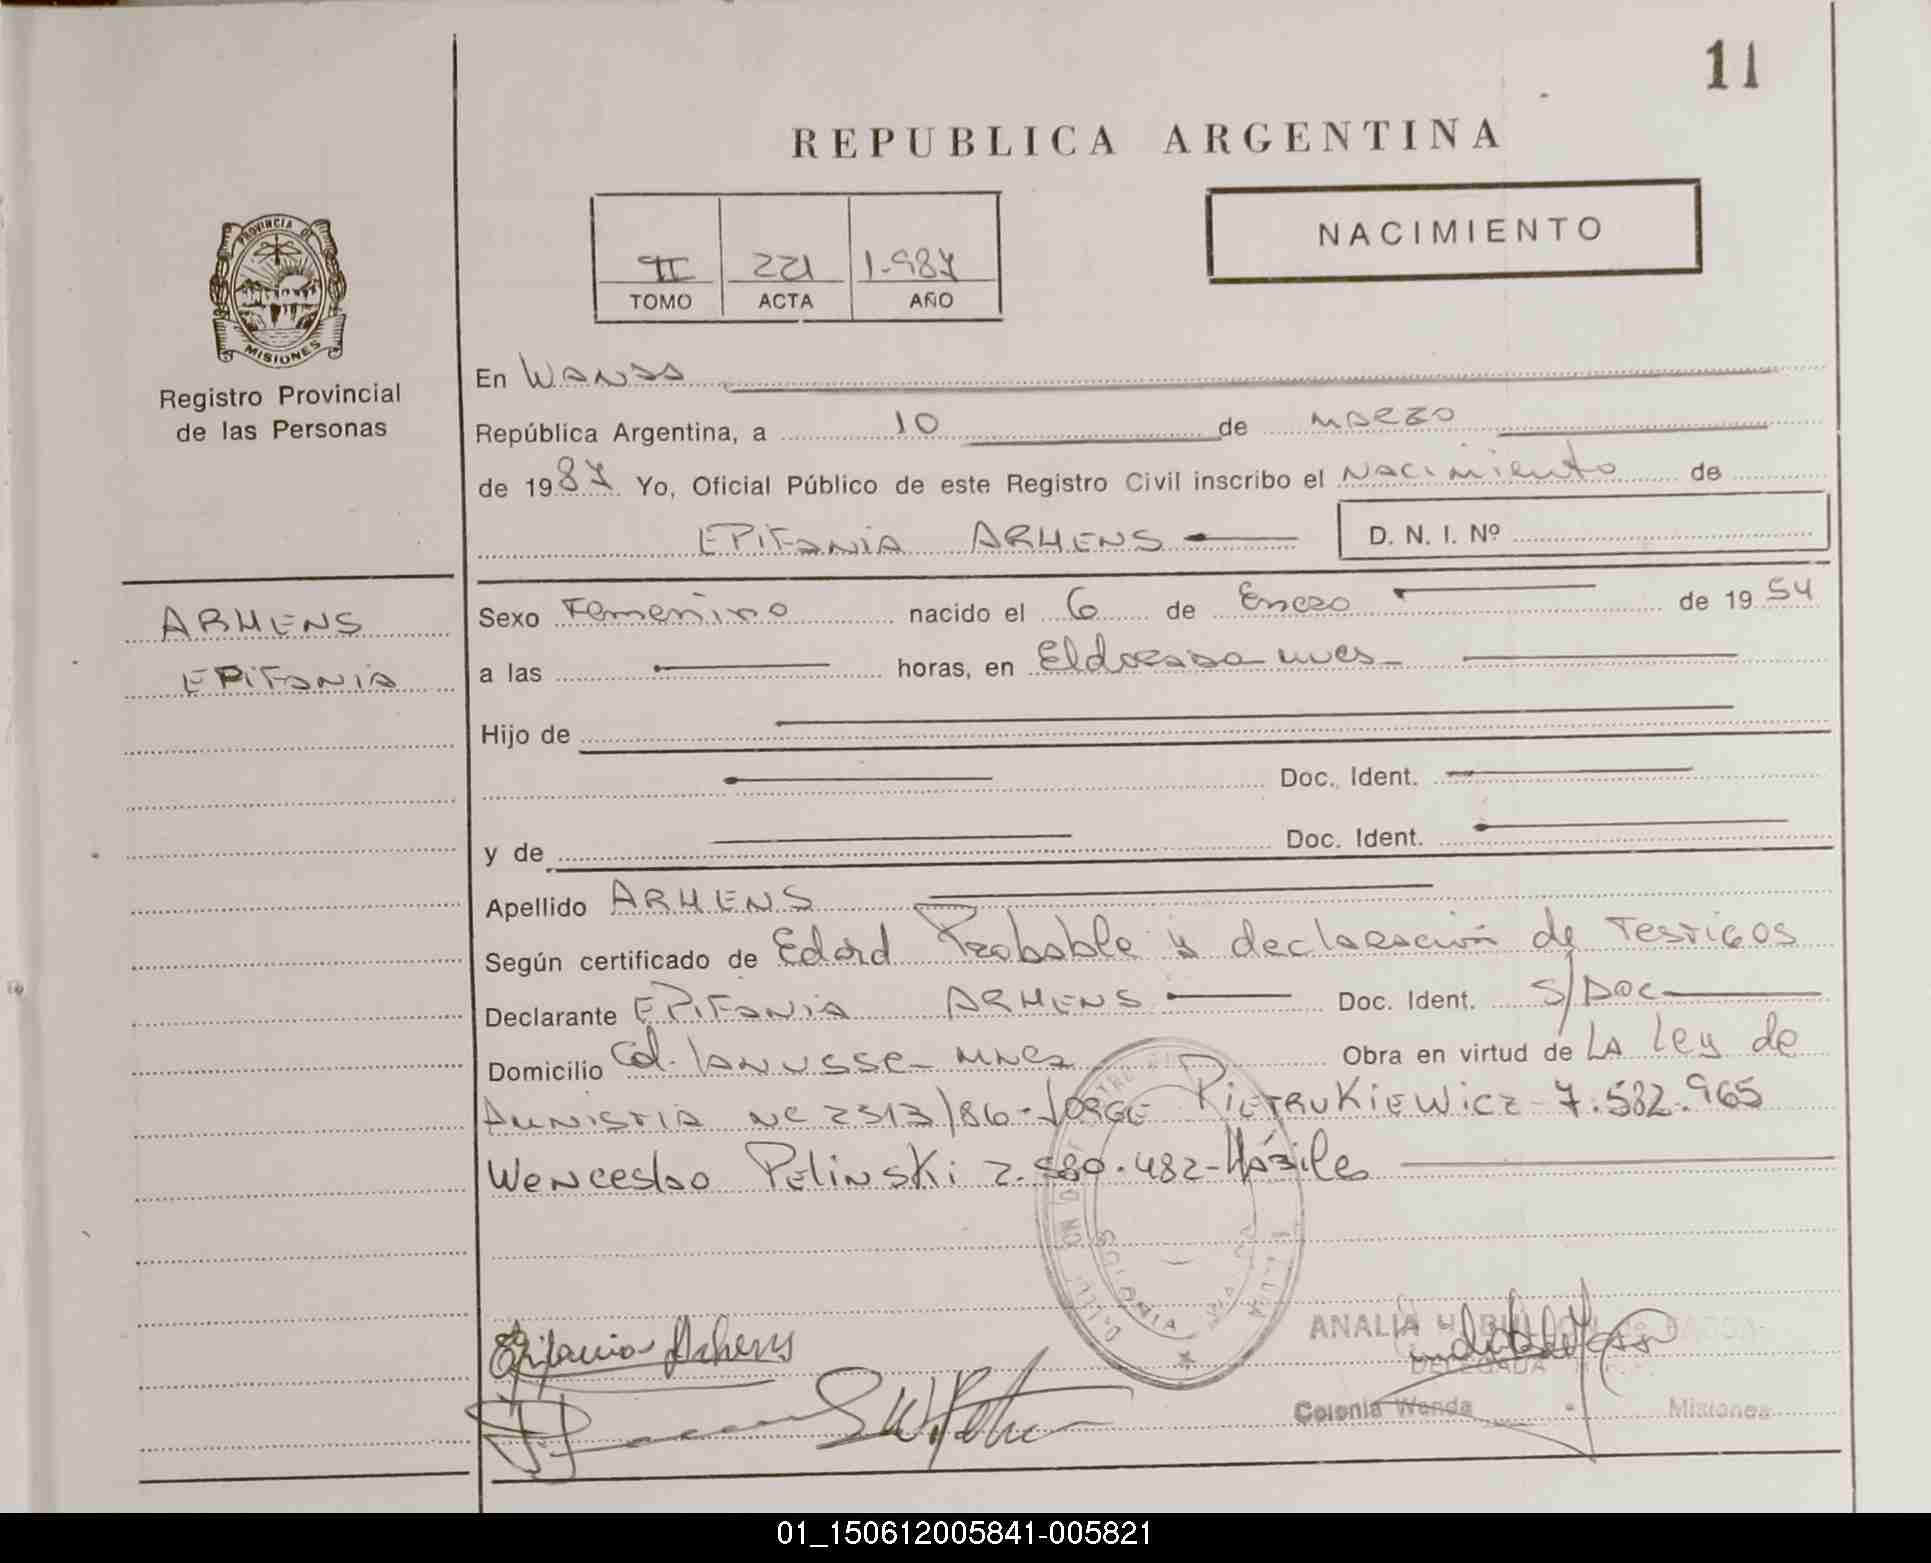 11
REPUBLICA ARGENTINA
NACIMIENTO
II 221 1.987
TOMO ACTA AÑO
PROVINCIA DE
MISIONES
Registro Provincial
de las Personas
En WANDA
República Argentina, a 10 de MARZO
de 1987 Yo, Oficial Público de este Registro Civil inscribo el Nacimiento de
EPIFANIA ARHENS D. N. I. Nº
ARHENS
EPIFANIA
Sexo Femenino nacido el 6 de Enero de 1954
a las horas, en Eldorado
Hijo de
Doc. Ident.
y de Doc. Ident.
Apellido ARHENS
Según certificado de Edad Probable y declaración de TESTIGOS
Declarante EPIFANIA ARHENS Doc. Ident. S/DOC
Domicilio Col. LANUSSE Obra en virtud de LA Ley de
AMNISTIA 2313/86-JORGE PIETRUKIEWICZ-7.582.965
Wenceslao PELINSKI 2.580.482-Hábiles
Epifania Arhens
COLONIA
ANALIA
DELEGADA
Colonia Wanda Misiones
01_150612005841-005821